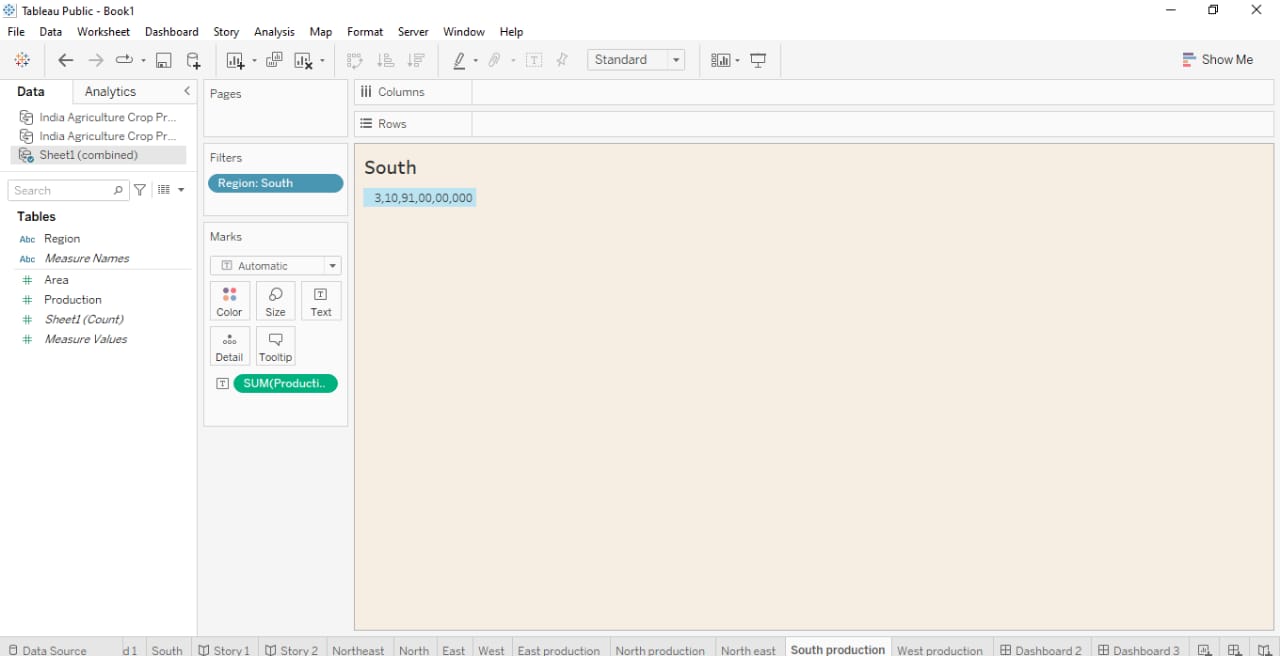 Tableau Public - Book1
File Data Worksheet Dashboard Story Analysis Map Format Server Window Help
Standard
Show Me
Data Analytics
India Agriculture Crop Pr...
India Agriculture Crop Pr...
Sheet1 (combined)
Search
Tables
Abc Region
Abc Measure Names
# Area
# Production
# Sheet1 (Count)
# Measure Values
Pages
Filters
Region: South
Marks
T Automatic
Color Size Text
Detail Tooltip
T SUM(Producti..
Columns
Rows
South
3,10,91,00,00,000
Data Source d 1 South Story 1 Story 2 Northeast North East West East production North production North east South production West production Dashboard 2 Dashboard 3